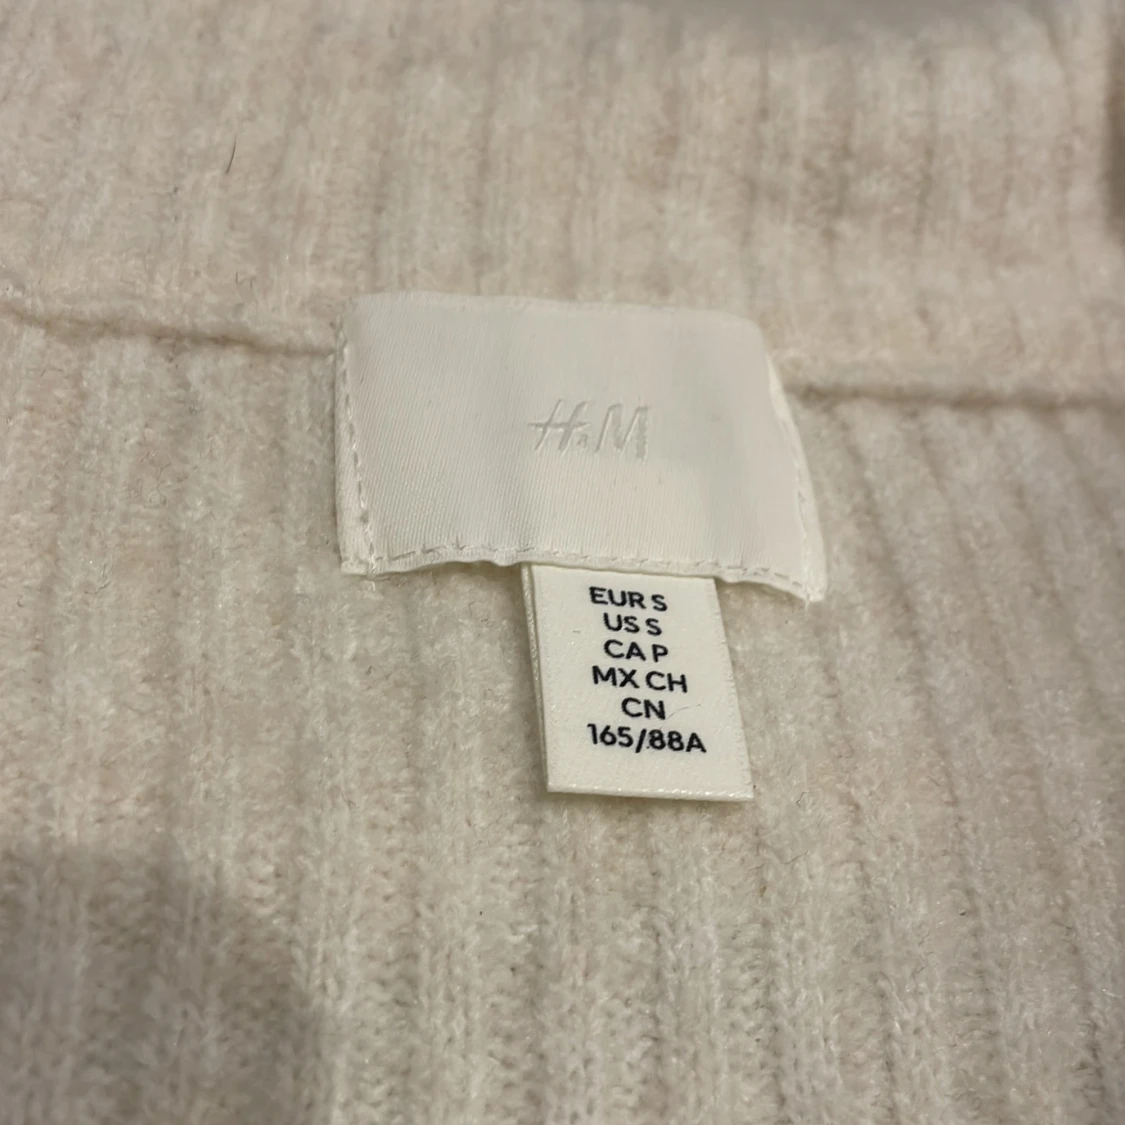 H&M
EUR S
US S
CA P
MX CH
CN
165/88A